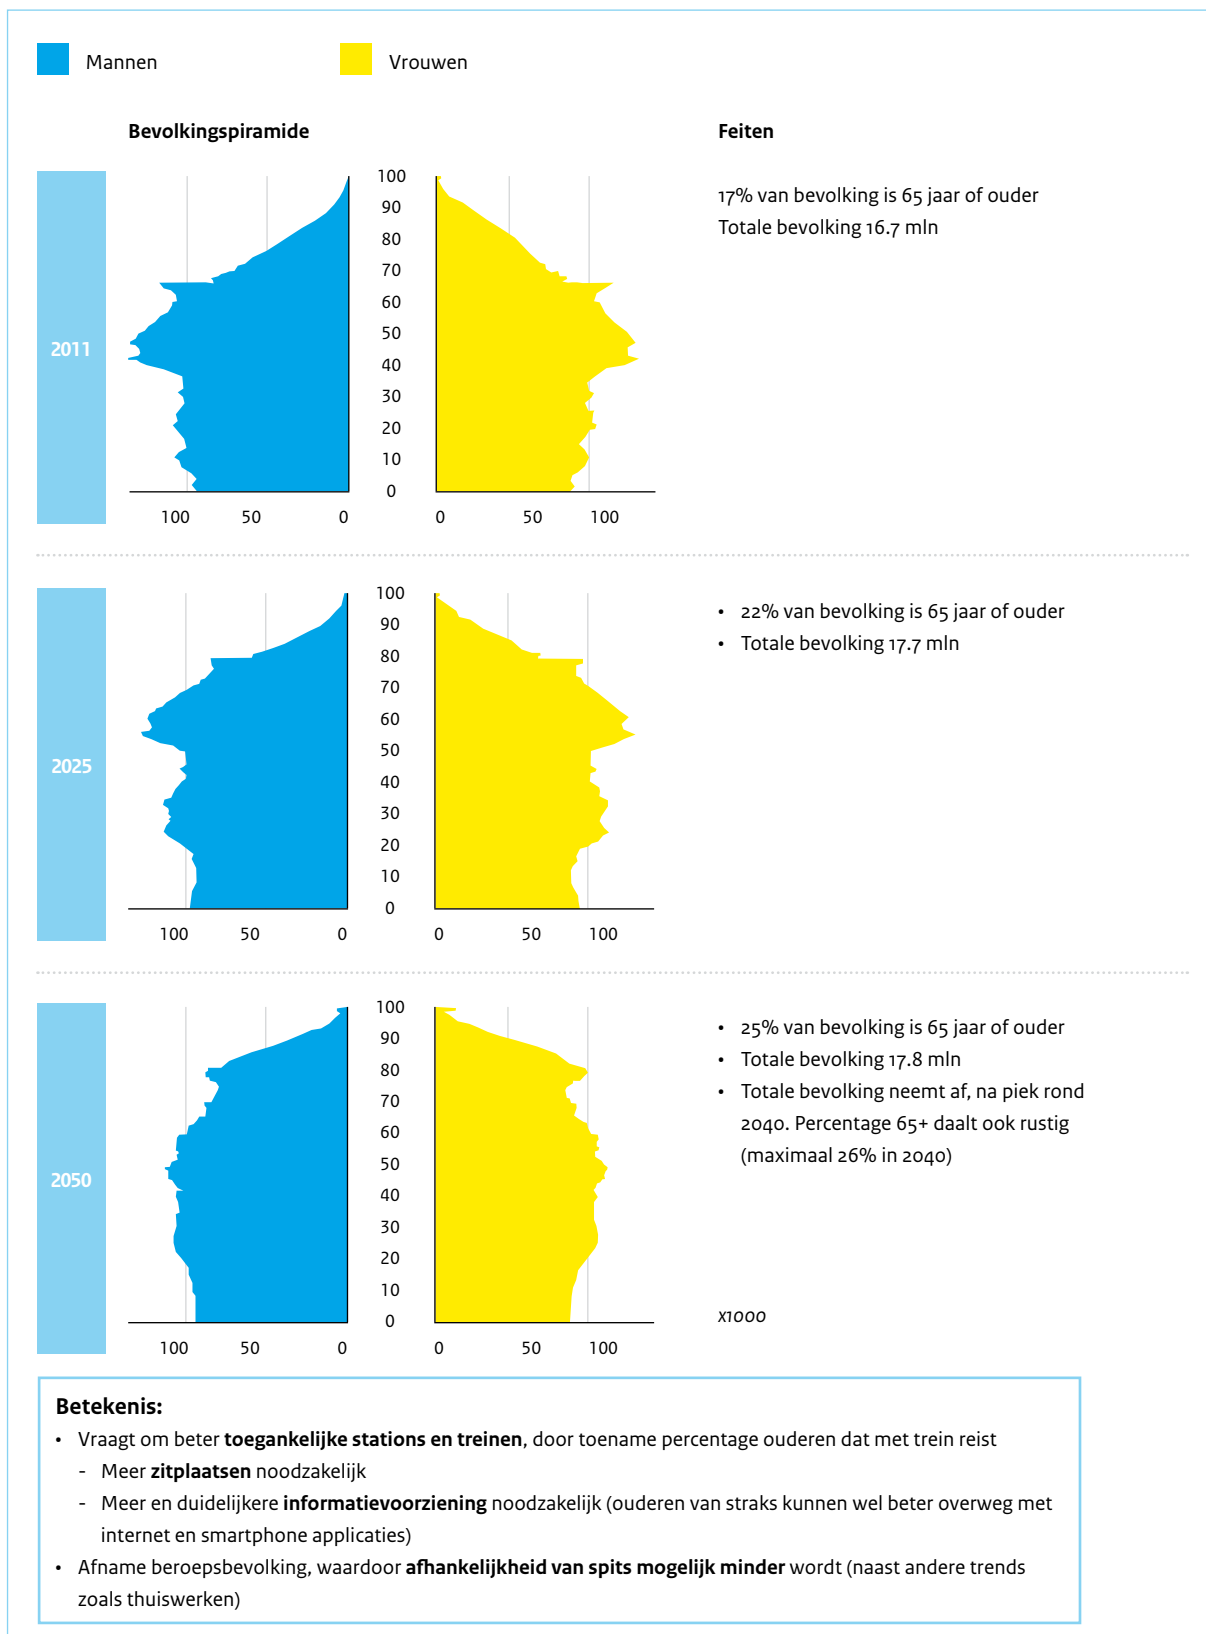 Mannen
Vrouwen
Bevolkingspiramide
Feiten
2011
100
90
80
70
60
50
40
30
20
10
0
100 50 0
0 50 100
17% van bevolking is 65 jaar of ouder
Totale bevolking 16.7 mln
2025
100
90
80
70
60
50
40
30
20
10
0
100 50 0
0 50 100
• 22% van bevolking is 65 jaar of ouder
• Totale bevolking 17.7 mln
2050
100
90
80
70
60
50
40
30
20
10
0
100 50 0
0 50 100
• 25% van bevolking is 65 jaar of ouder
• Totale bevolking 17.8 mln
• Totale bevolking neemt af, na piek rond
2040. Percentage 65+ daalt ook rustig
(maximaal 26% in 2040)
x1000
Betekenis:
• Vraagt om beter toegankelijke stations en treinen, door toename percentage ouderen dat met trein reist
- Meer zitplaatsen noodzakelijk
- Meer en duidelijkere informatievoorziening noodzakelijk (ouderen van straks kunnen wel beter overweg met
internet en smartphone applicaties)
• Afname beroepsbevolking, waardoor afhankelijkheid van spits mogelijk minder wordt (naast andere trends
zoals thuiswerken)